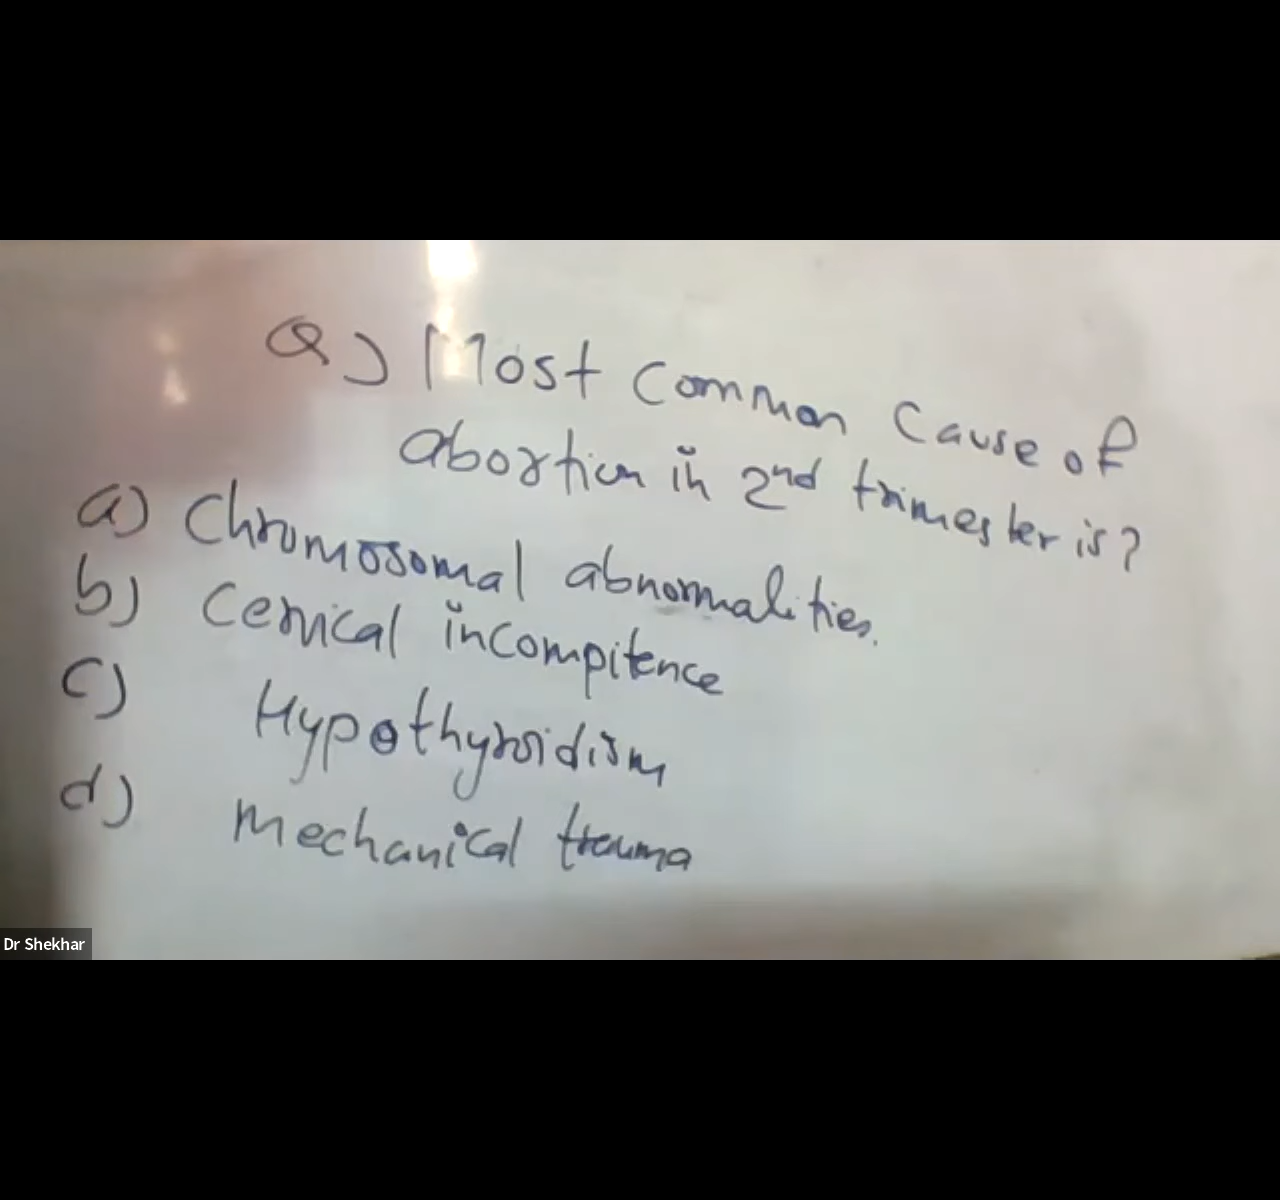 Q) Most Common Cause of
abortion in 2nd trimester is?
a) Chromosomal abnormalities.
b) Cervical incompitence
c) Hypothyroidism
d) mechanical trauma
Dr Shekhar